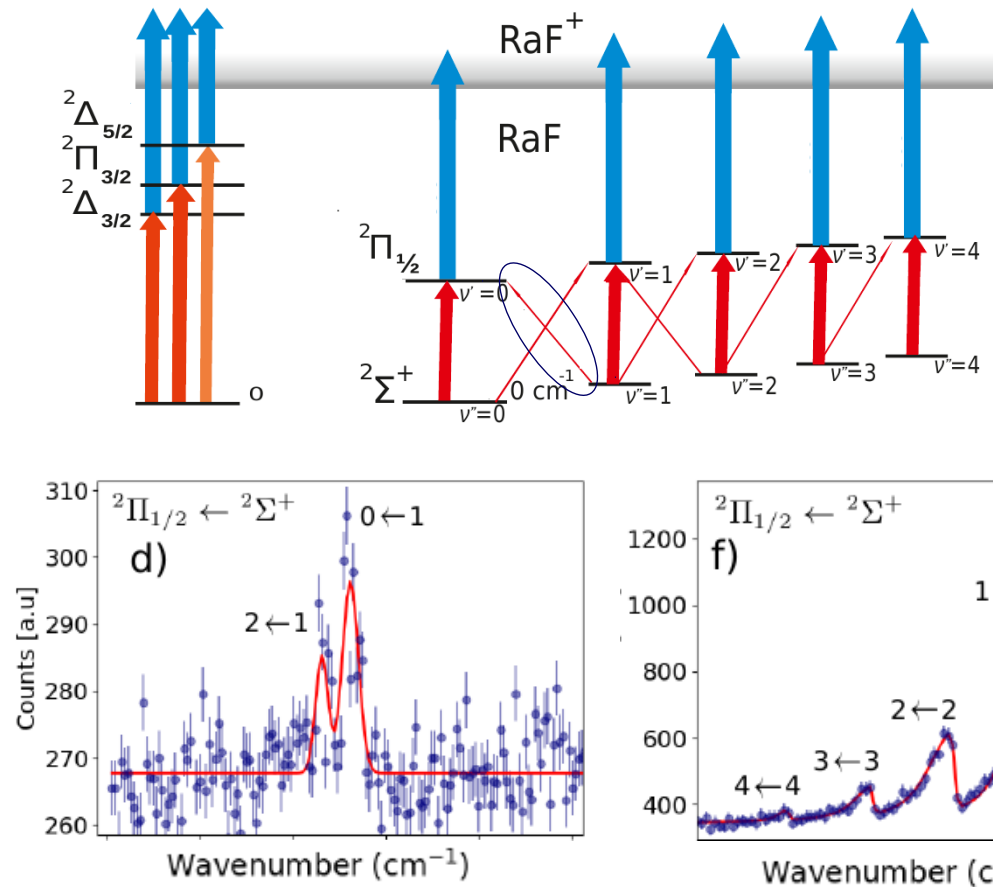 RaF⁺
RaF
²Δ₅/₂
²Π₃/₂
²Δ₃/₂
0
²Π½
ν'=0
ν'=1
ν'=2
ν'=3
ν'=4
²Σ⁺
ν''=0
0 cm⁻¹
ν''=1
ν''=2
ν''=3
ν''=4
²Π₁/₂ ← ²Σ⁺
d)
0←1
2←1
310
300
290
280
270
260
Counts [a.u]
Wavenumber (cm⁻¹)
²Π₁/₂ ← ²Σ⁺
f)
1
2←2
3←3
4←4
1200
1000
800
600
400
Wavenumber (c